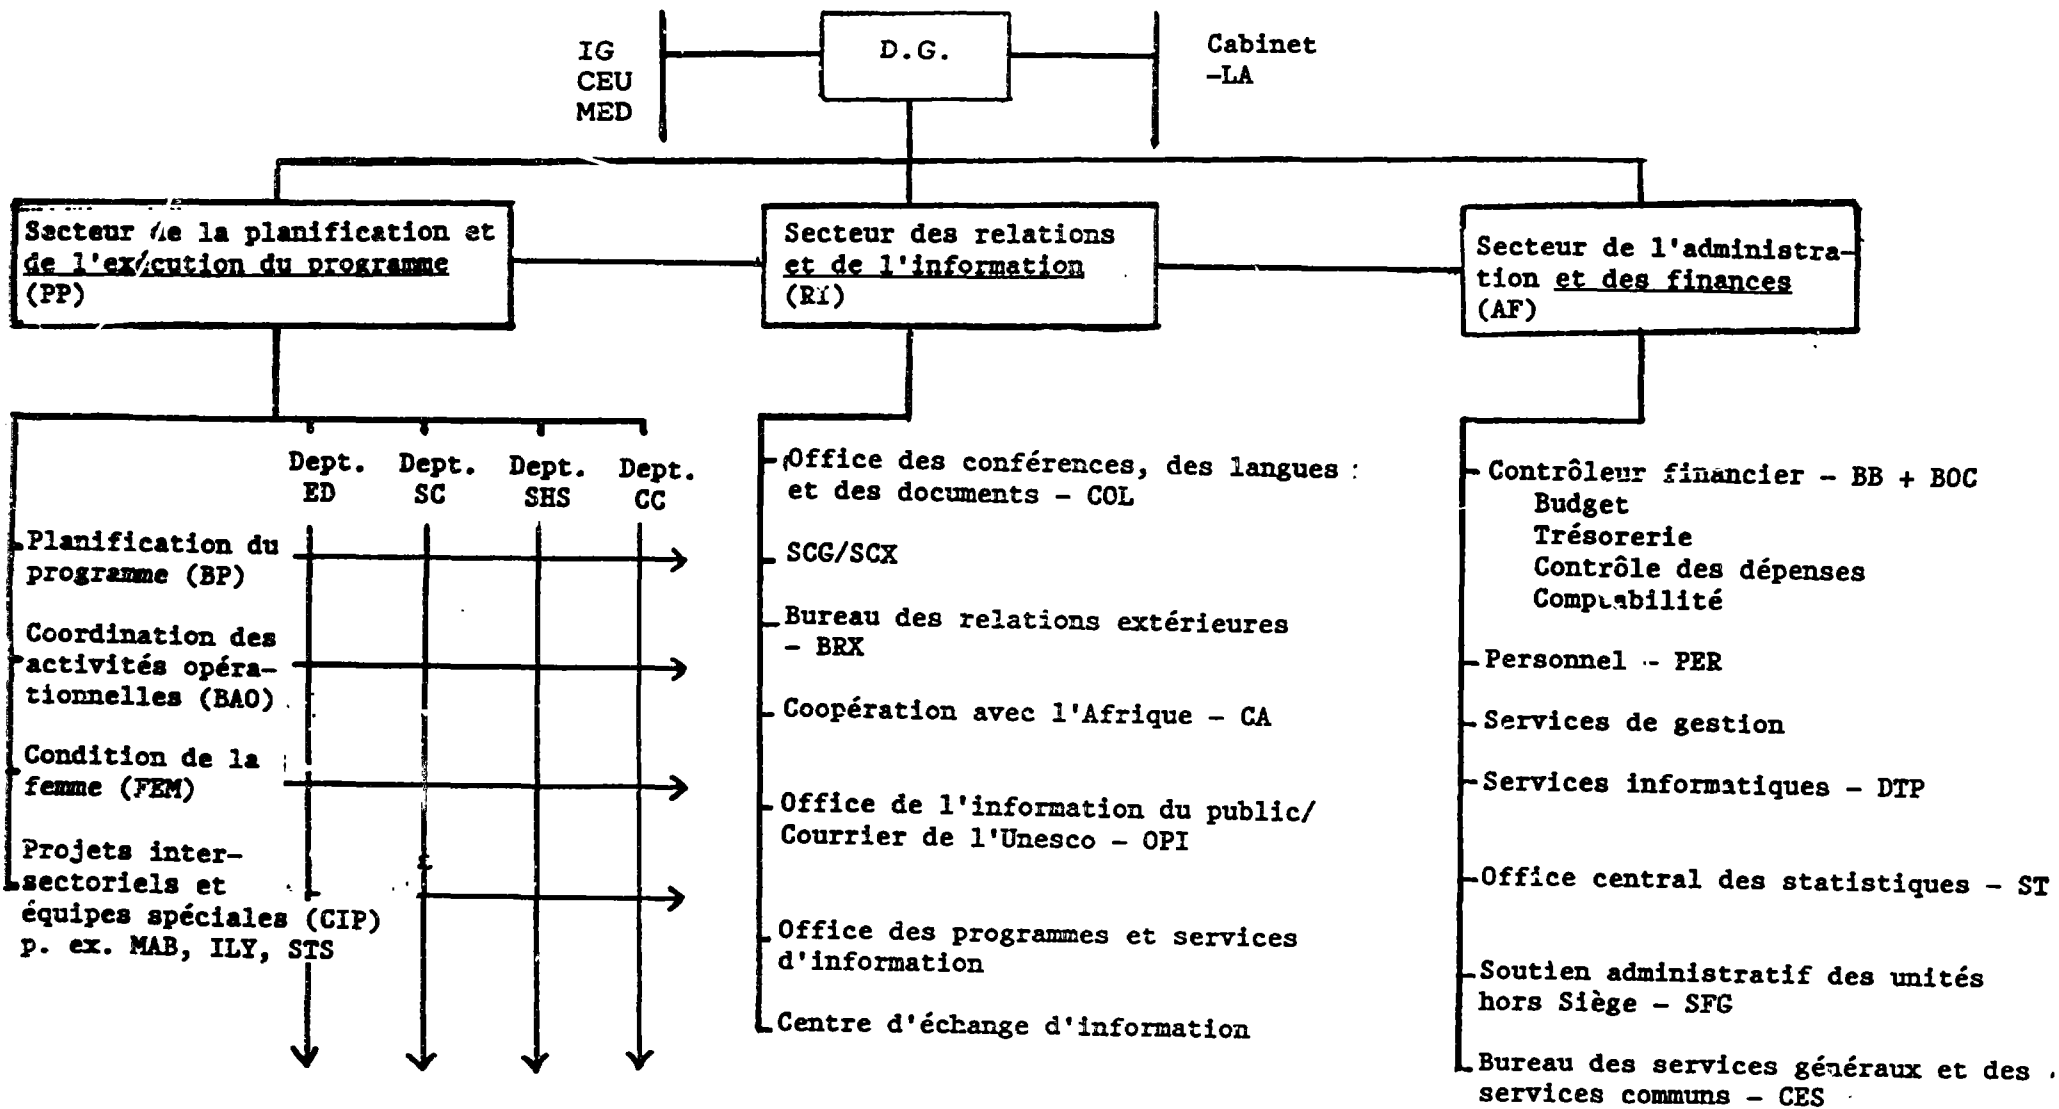 IG
CEU
MED
D.G.
Cabinet
-LA
Secteur de la planification et
de l'exécution du programme
(PP)
Secteur des relations
et de l'information
(RI)
Secteur de l'administra-
tion et des finances
(AF)
Dept.
ED
Dept.
SC
Dept.
SHS
Dept.
CC
Planification du
programme (BP)
Coordination des
activités opéra-
tionnelles (BAO)
Condition de la
femme (FEM)
Projets inter-
sectoriels et
équipes spéciales (CIP)
p. ex. MAB, ILY, STS
Office des conférences, des langues :
et des documents - COL
SCG/SCX
Bureau des relations extérieures
- BRX
Coopération avec l'Afrique - CA
Office de l'information du public/
Courrier de l'Unesco - OPI
Office des programmes et services
d'information
Centre d'échange d'information
Contrôleur financier - BB + BOC
Budget
Trésorerie
Contrôle des dépenses
Comptabilité
Personnel - PER
Services de gestion
Services informatiques - DTP
Office central des statistiques - ST
Soutien administratif des unités
hors Siège - SFG
Bureau des services généraux et des
services communs - CES